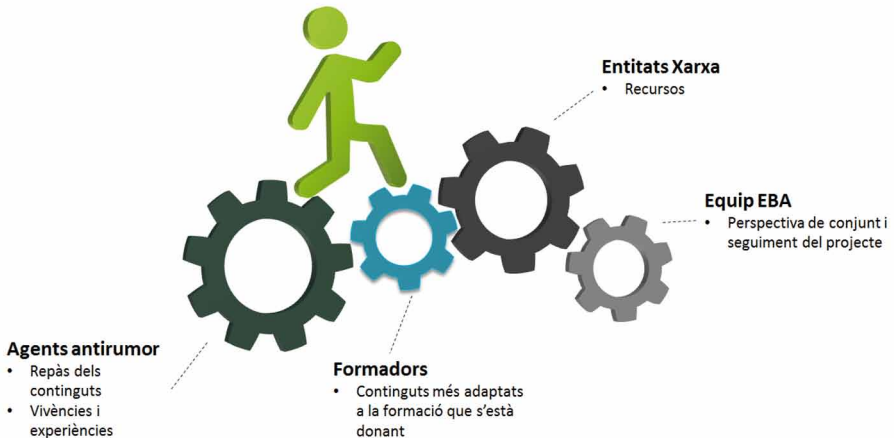 Entitats Xarxa
• Recursos
Equip EBA
• Perspectiva de conjunt i
seguiment del projecte
Agents antirumor
• Repàs dels
continguts
• Vivències i
experiències
Formadors
• Continguts més adaptats
a la formació que s'està
donant